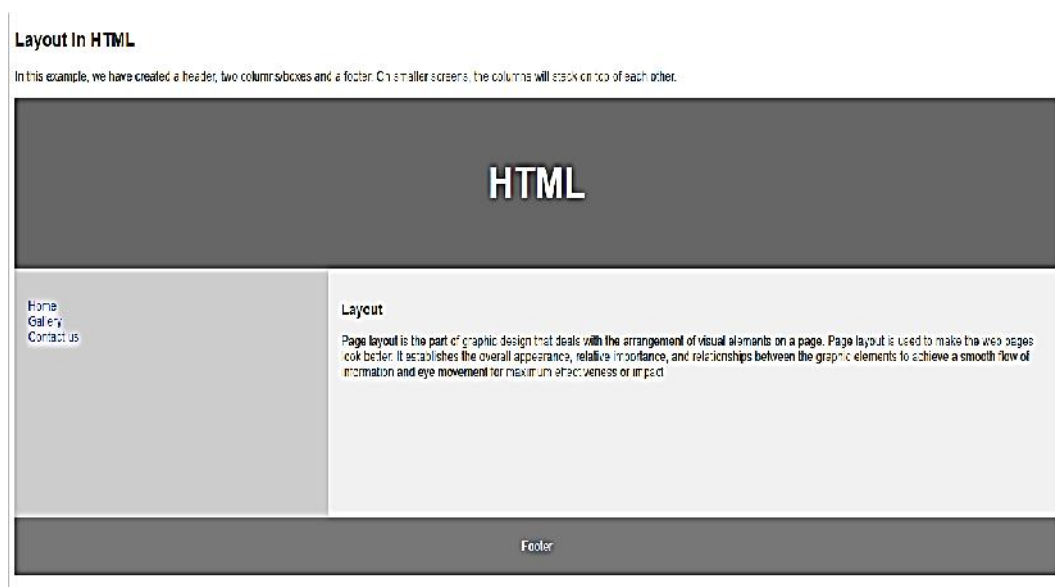 Layout in HTML
In this example, we have created a header, two columns/boxes and a footer. On smaller screens, the columns will stack on top of each other.
HTML
Home
Gallery
Contact us
Layout
Page layout is the part of graphic design that deals with the arrangement of visual elements on a page. Page layout is used to make the web pages
look better. It establishes the overall appearance, relative importance, and relationships between the graphic elements to achieve a smooth flow of
information and eye movement for maximum effectiveness or impact
Footer